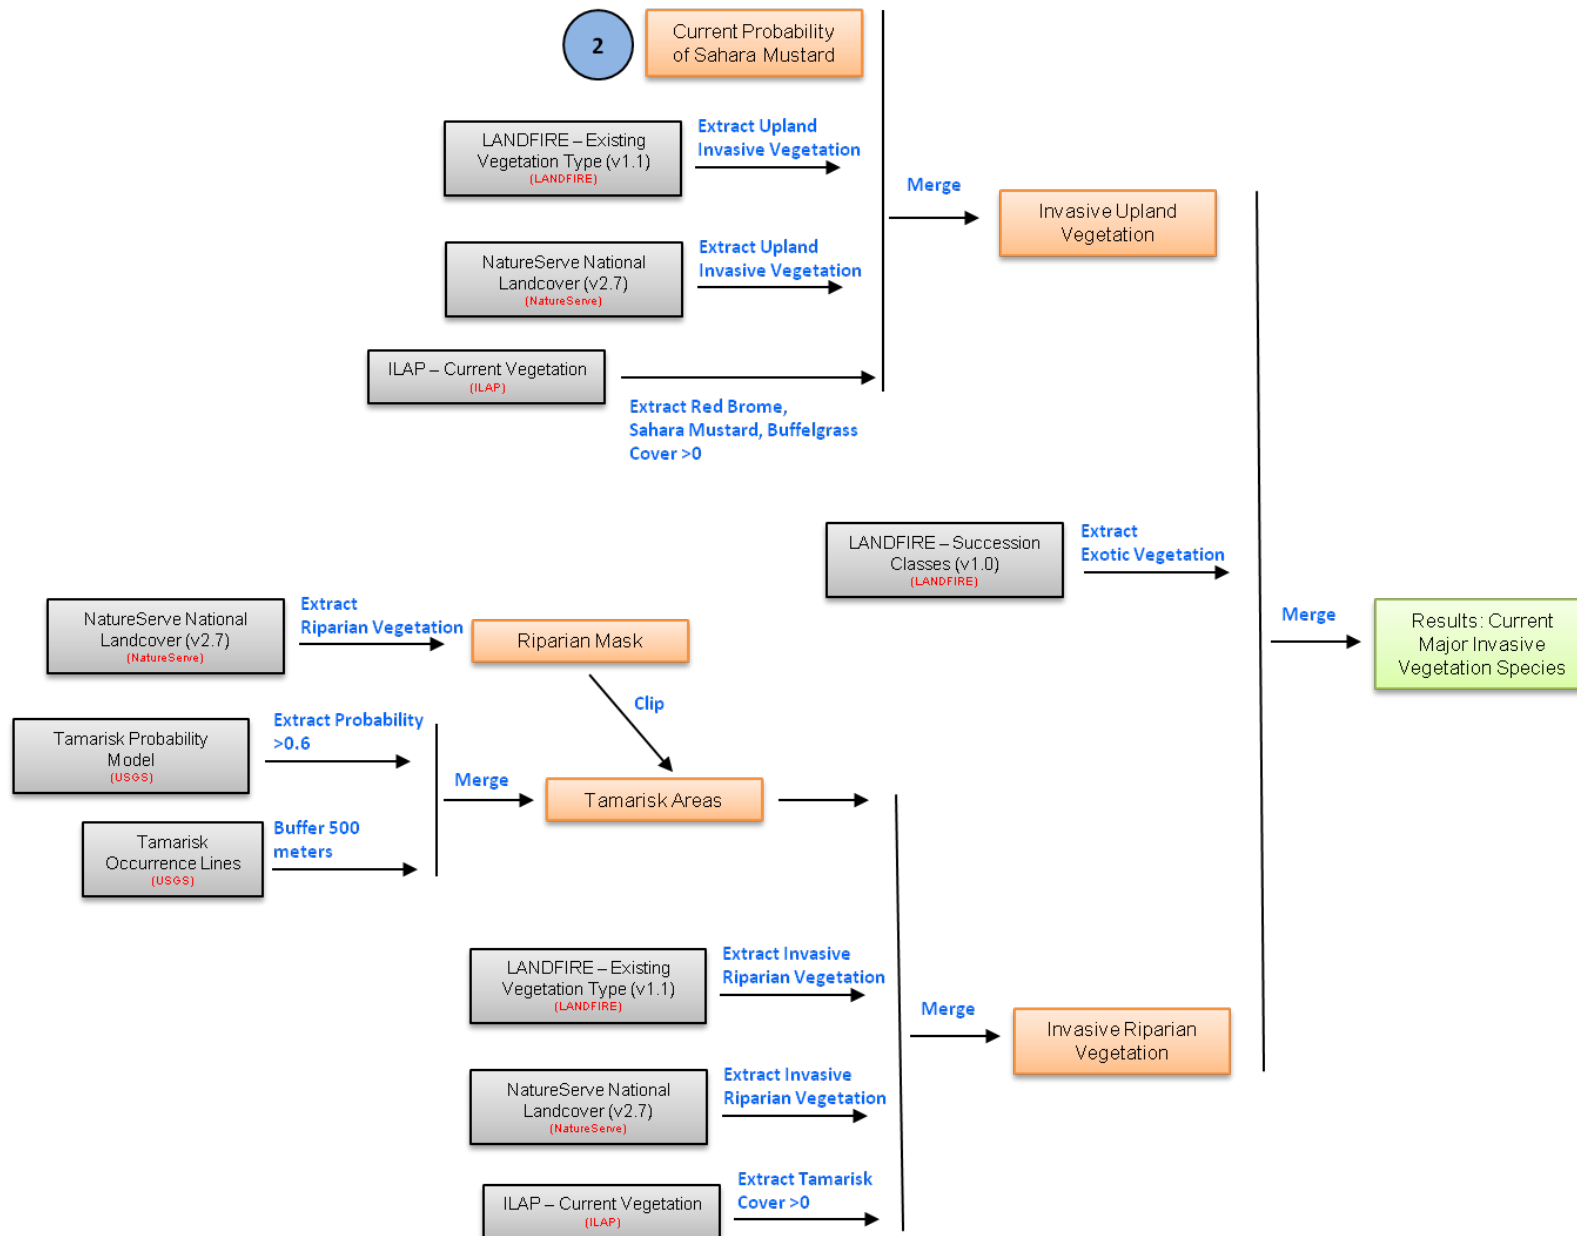 2
Current Probability
of Sahara Mustard
LANDFIRE – Existing
Vegetation Type (v1.1)
(LANDFIRE)
Extract Upland
Invasive Vegetation
NatureServe National
Landcover (v2.7)
(NatureServe)
Extract Upland
Invasive Vegetation
ILAP – Current Vegetation
(ILAP)
Extract Red Brome,
Sahara Mustard, Buffelgrass
Cover >0
Merge
Invasive Upland
Vegetation
LANDFIRE – Succession
Classes (v1.0)
(LANDFIRE)
Extract
Exotic Vegetation
NatureServe National
Landcover (v2.7)
(NatureServe)
Extract
Riparian Vegetation
Riparian Mask
Clip
Tamarisk Probability
Model
(USGS)
Extract Probability
>0.6
Tamarisk
Occurrence Lines
(USGS)
Buffer 500
meters
Merge
Tamarisk Areas
LANDFIRE – Existing
Vegetation Type (v1.1)
(LANDFIRE)
Extract Invasive
Riparian Vegetation
NatureServe National
Landcover (v2.7)
(NatureServe)
Extract Invasive
Riparian Vegetation
ILAP – Current Vegetation
(ILAP)
Extract Tamarisk
Cover >0
Merge
Invasive Riparian
Vegetation
Merge
Results: Current
Major Invasive
Vegetation Species